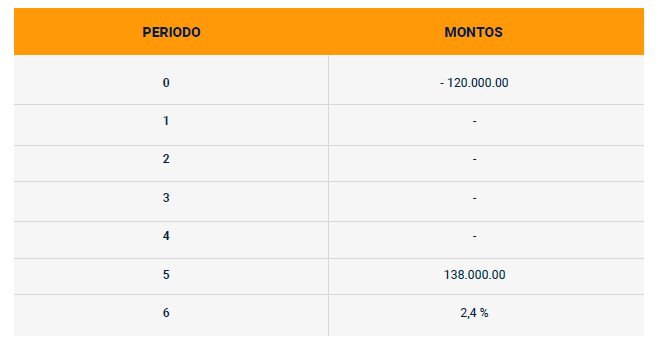 PERIODO MONTOS
0 - 120.000.00
1 -
2 -
3 -
4 -
5 138.000.00
6 2,4 %